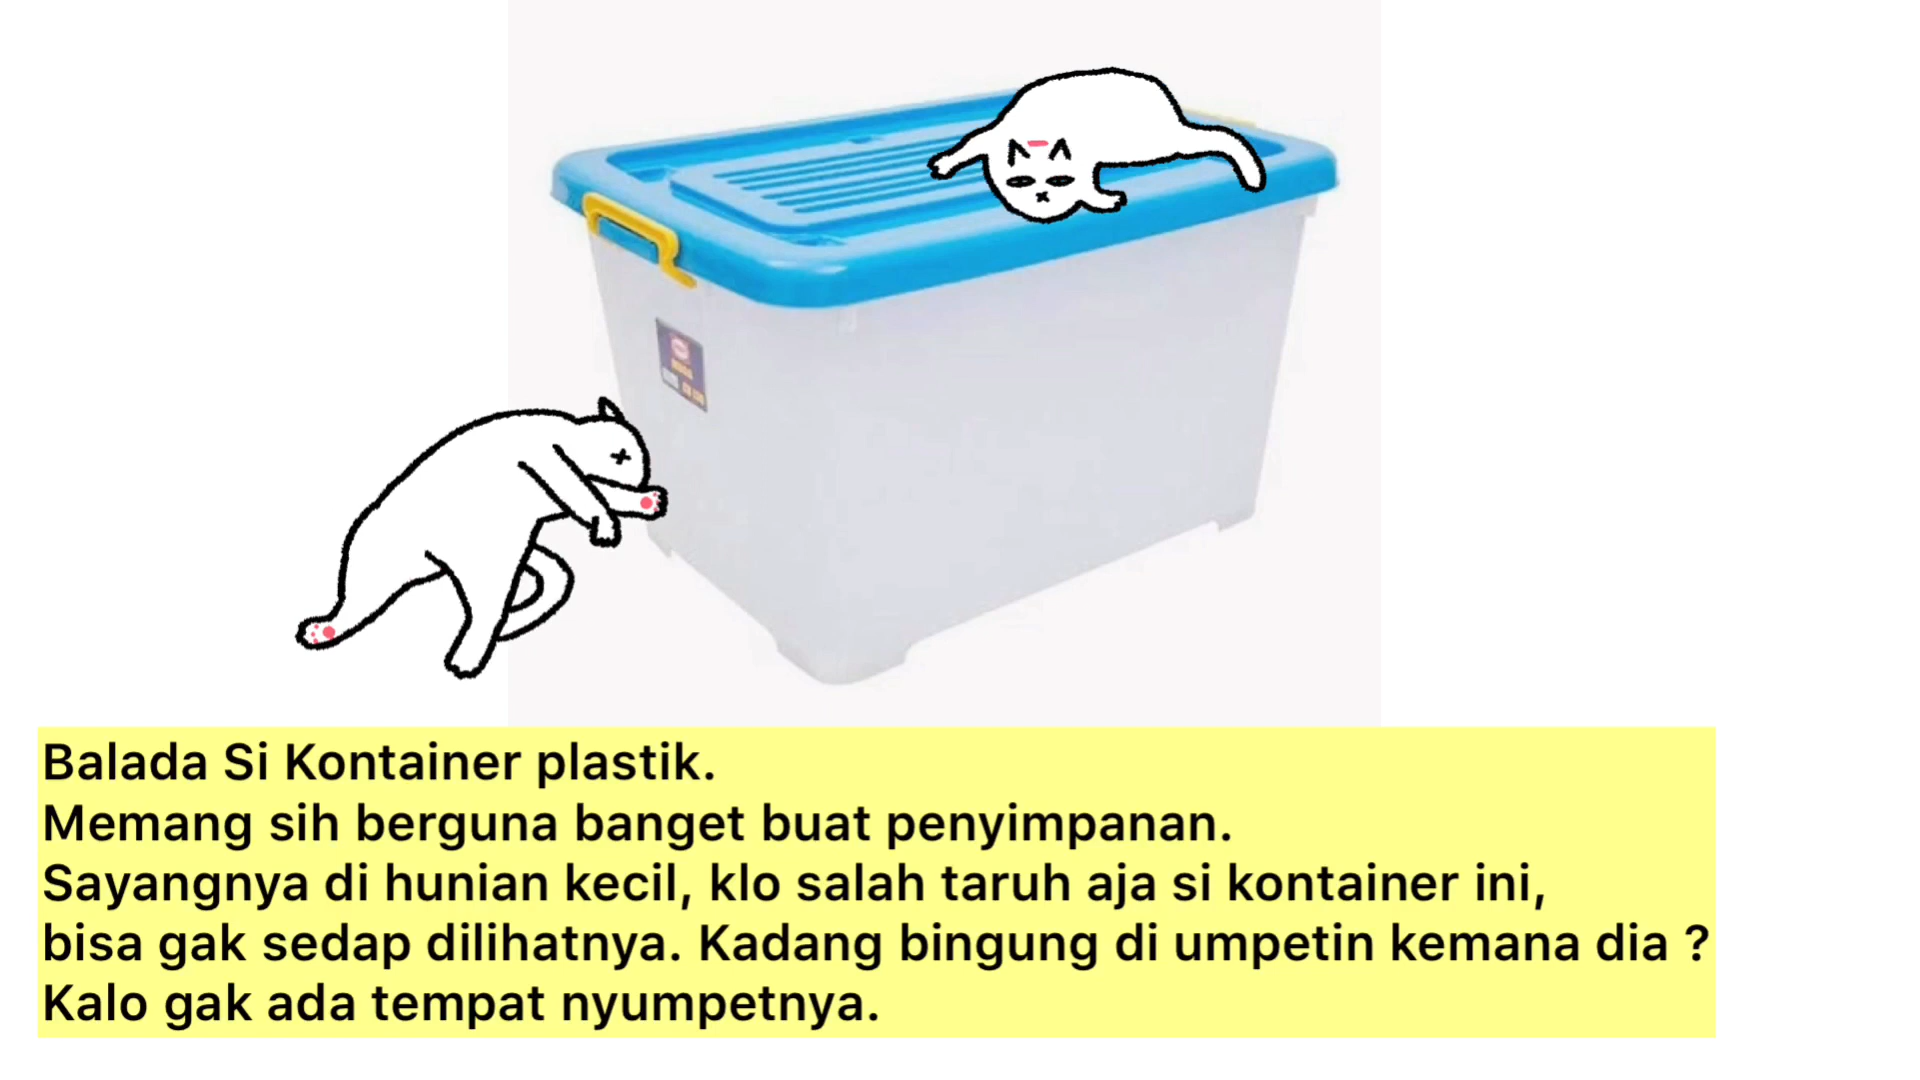 Balada Si Kontainer plastik.
Memang sih berguna banget buat penyimpanan.
Sayangnya di hunian kecil, klo salah taruh aja si kontainer ini,
bisa gak sedap dilihatnya. Kadang bingung di umpetin kemana dia ?
Kalo gak ada tempat nyumpetnya.